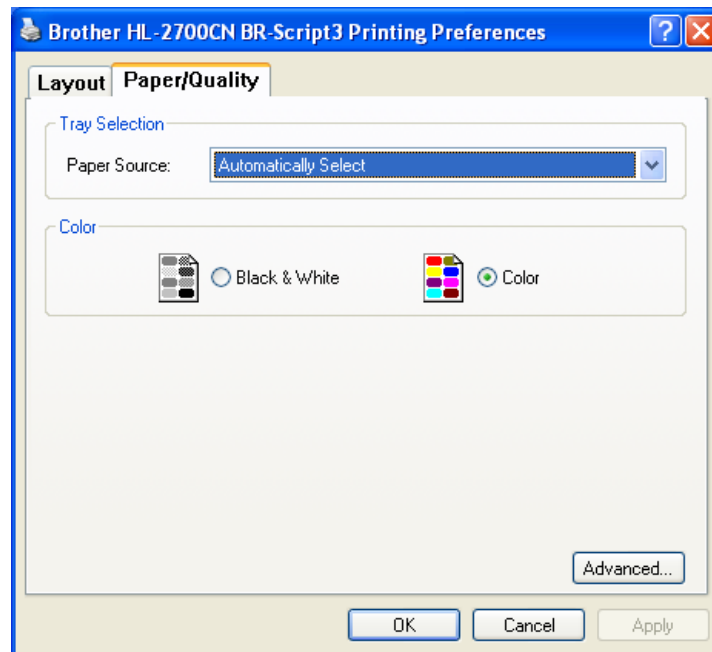 Brother HL-2700CN BR-Script3 Printing Preferences
Layout Paper/Quality
Tray Selection
Paper Source: Automatically Select
Color
Black & White Color
Advanced...
OK Cancel Apply